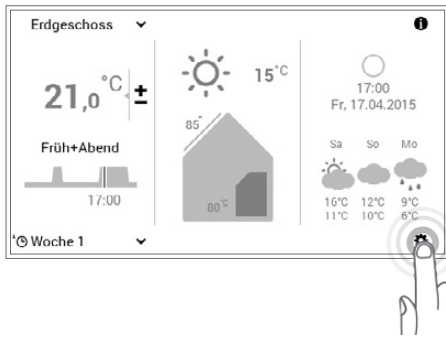 Erdgeschoss
21,0 °C ±
Früh+Abend
17:00
Woche 1
15°C
85°
80°C
17:00
Fr, 17.04.2015
Sa So Mo
16°C 12°C 9°C
11°C 10°C 6°C